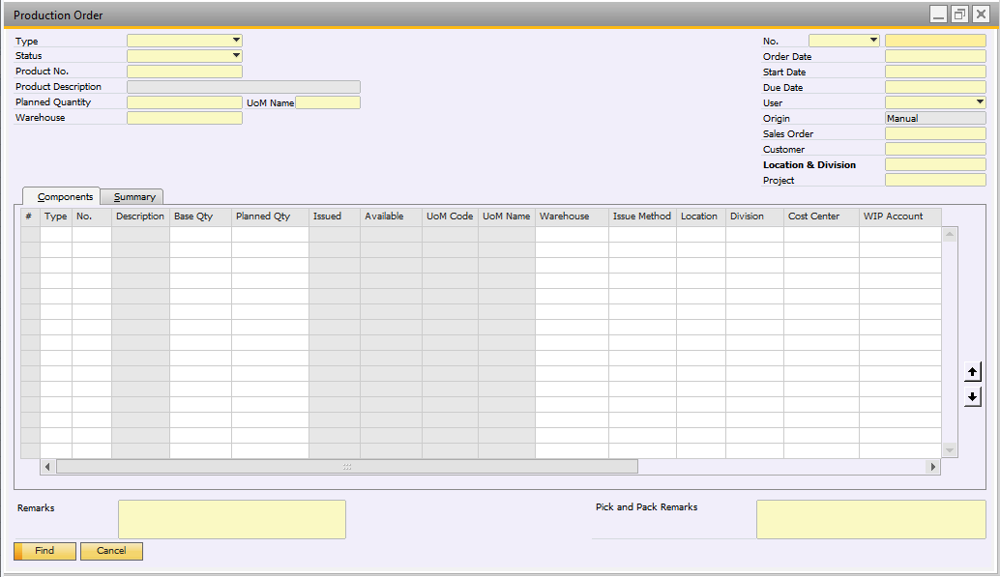 Production Order
Type
Status
Product No.
Product Description
Planned Quantity UoM Name
Warehouse
No.
Order Date
Start Date
Due Date
User
Origin Manual
Sales Order
Customer
Location & Division
Project
Components Summary
# Type No. Description Base Qty Planned Qty Issued Available UoM Code UoM Name Warehouse Issue Method Location Division Cost Center WIP Account
Remarks
Pick and Pack Remarks
Find Cancel